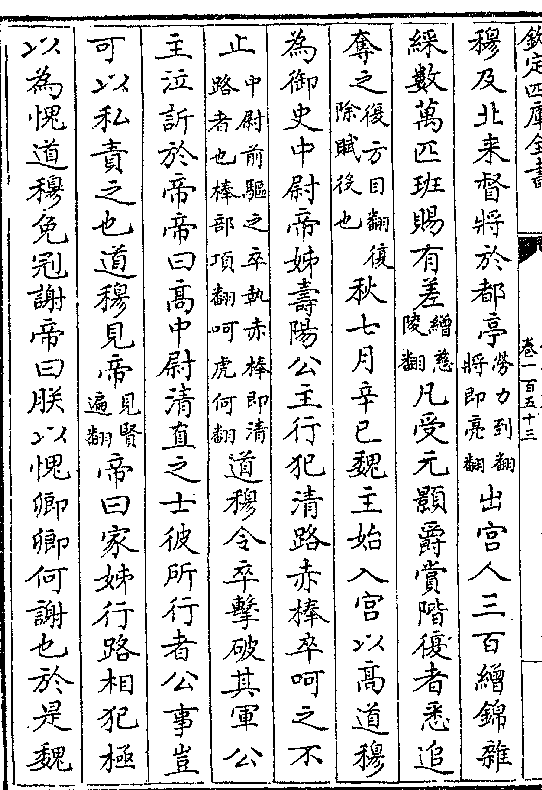 欽定四庫全書
卷一百五十三
穆及北来督將於都亭勞力到翻將即亮翻出宮人三百繒錦雜
綵數萬匹班賜有差繒慈陵翻凡受元顥爵賞階復者悉追
奪之復方目翻復除賦役也秋七月辛巳魏主始入宮以髙道穆
為御史中尉帝姊壽陽公主行犯清路赤棒卒呵之不
止中尉前驅之卒執赤棒即清路者也棒部項翻呵虎何翻道穆令卒擊破其軍公
主泣訴於帝帝曰髙中尉清直之士彼所行者公事豈
可以私責之也道穆見帝見賢遍翻帝曰家姊行路相犯極
以為愧道穆免冠謝帝曰朕以愧卿卿何謝也於是魏